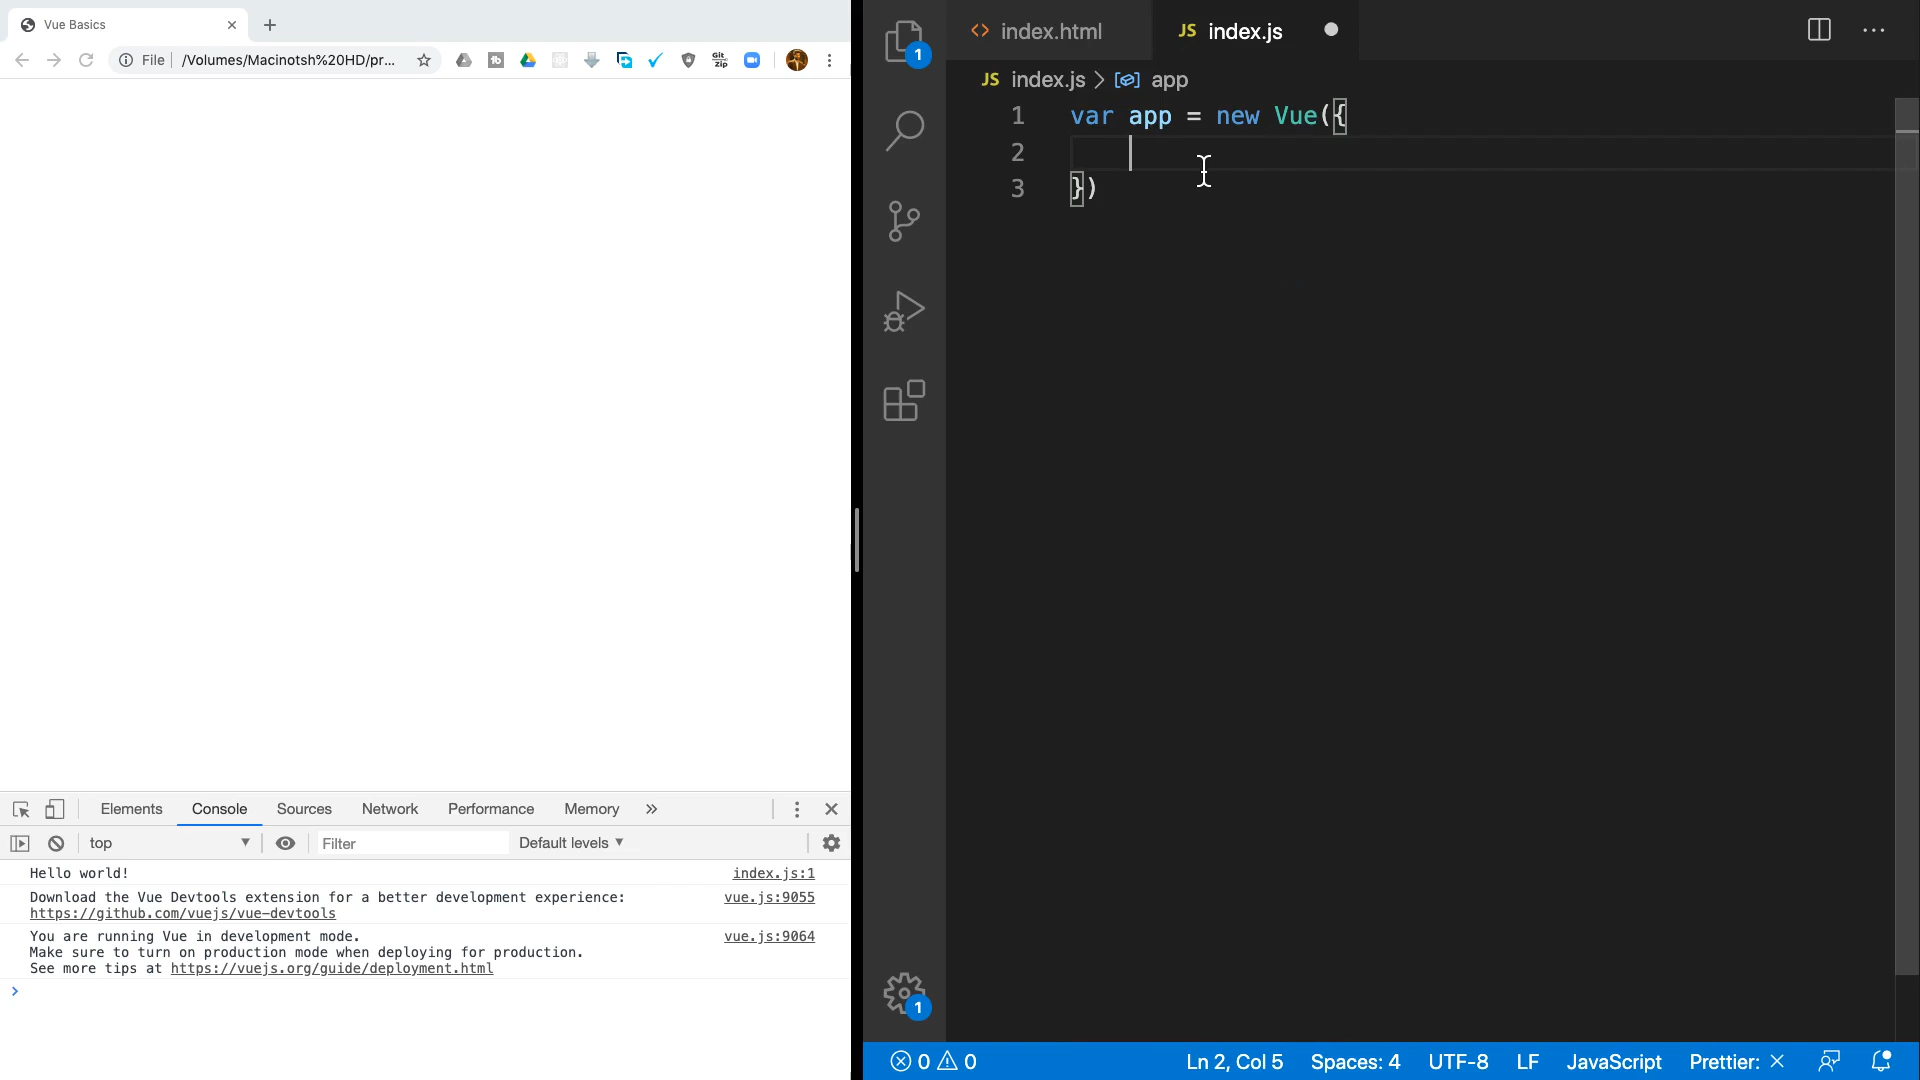 Vue Basics
File
/Volumes/Macinotsh%20HD/pr...
Git
Zip
Elements
Console
Sources
Network
Performance
Memory
top
Filter
Default levels
Hello world!
index.js:1
Download the Vue Devtools extension for a better development experience:
vue.js:9055
https://github.com/vuejs/vue-devtools
You are running Vue in development mode.
vue.js:9064
Make sure to turn on production mode when deploying for production.
See more tips at https://vuejs.org/guide/deployment.html
1
1
<> index.html
JS index.js
JS index.js > app
1 var app = new Vue({
2
3 })
0 0
Ln 2, Col 5
Spaces: 4
UTF-8
LF
JavaScript
Prettier: ×